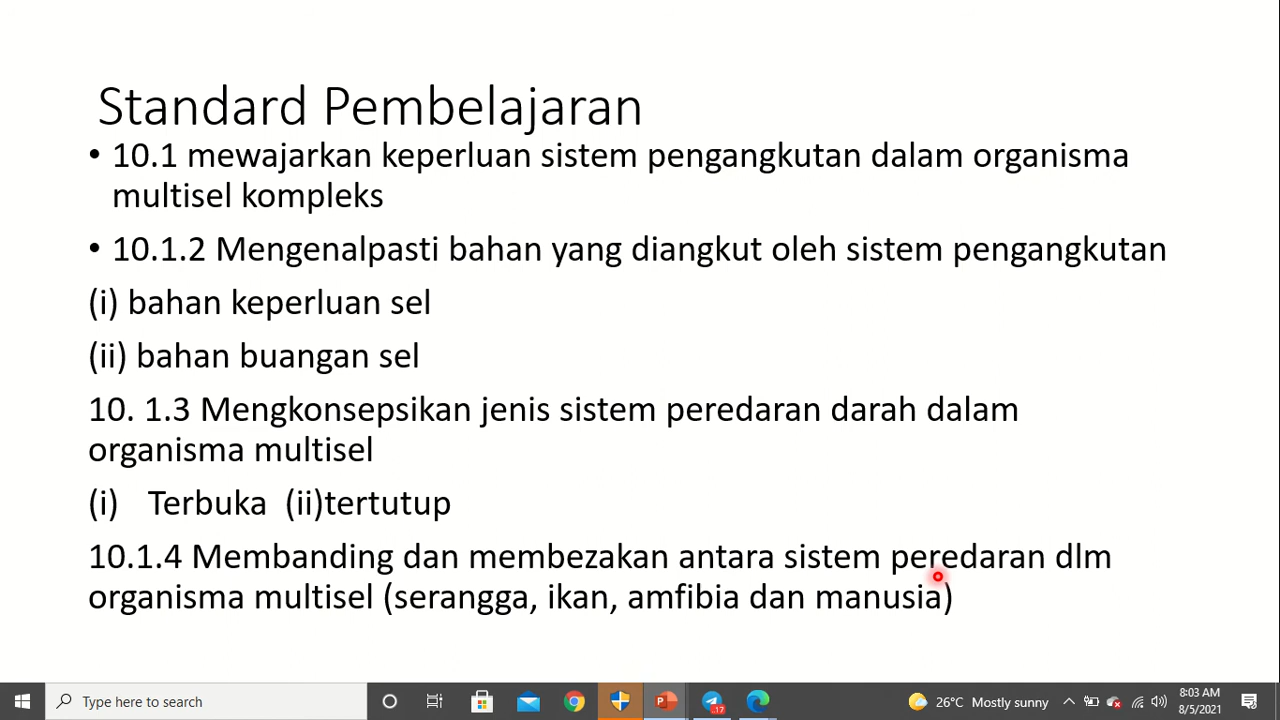 Standard Pembelajaran
• 10.1 mewajarkan keperluan sistem pengangkutan dalam organisma
multisel kompleks
• 10.1.2 Mengenalpasti bahan yang diangkut oleh sistem pengangkutan
(i) bahan keperluan sel
(ii) bahan buangan sel
10. 1.3 Mengkonsepsikan jenis sistem peredaran darah dalam
organisma multisel
(i) Terbuka (ii)tertutup
10.1.4 Membanding dan membezakan antara sistem peredaran dlm
organisma multisel (serangga, ikan, amfibia dan manusia)
Type here to search
.17
26°C Mostly sunny
8:03 AM
8/5/2021